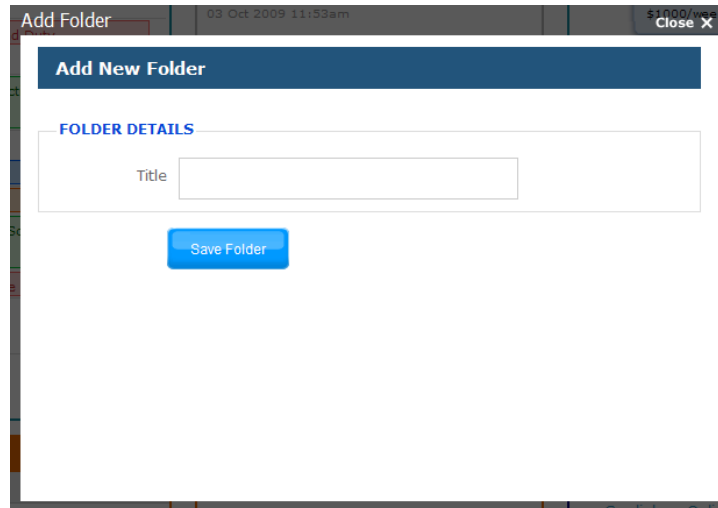 03 Oct 2009 11:53am
$1000/wee
Add Folder
Close X
Add New Folder
FOLDER DETAILS
Title
Save Folder